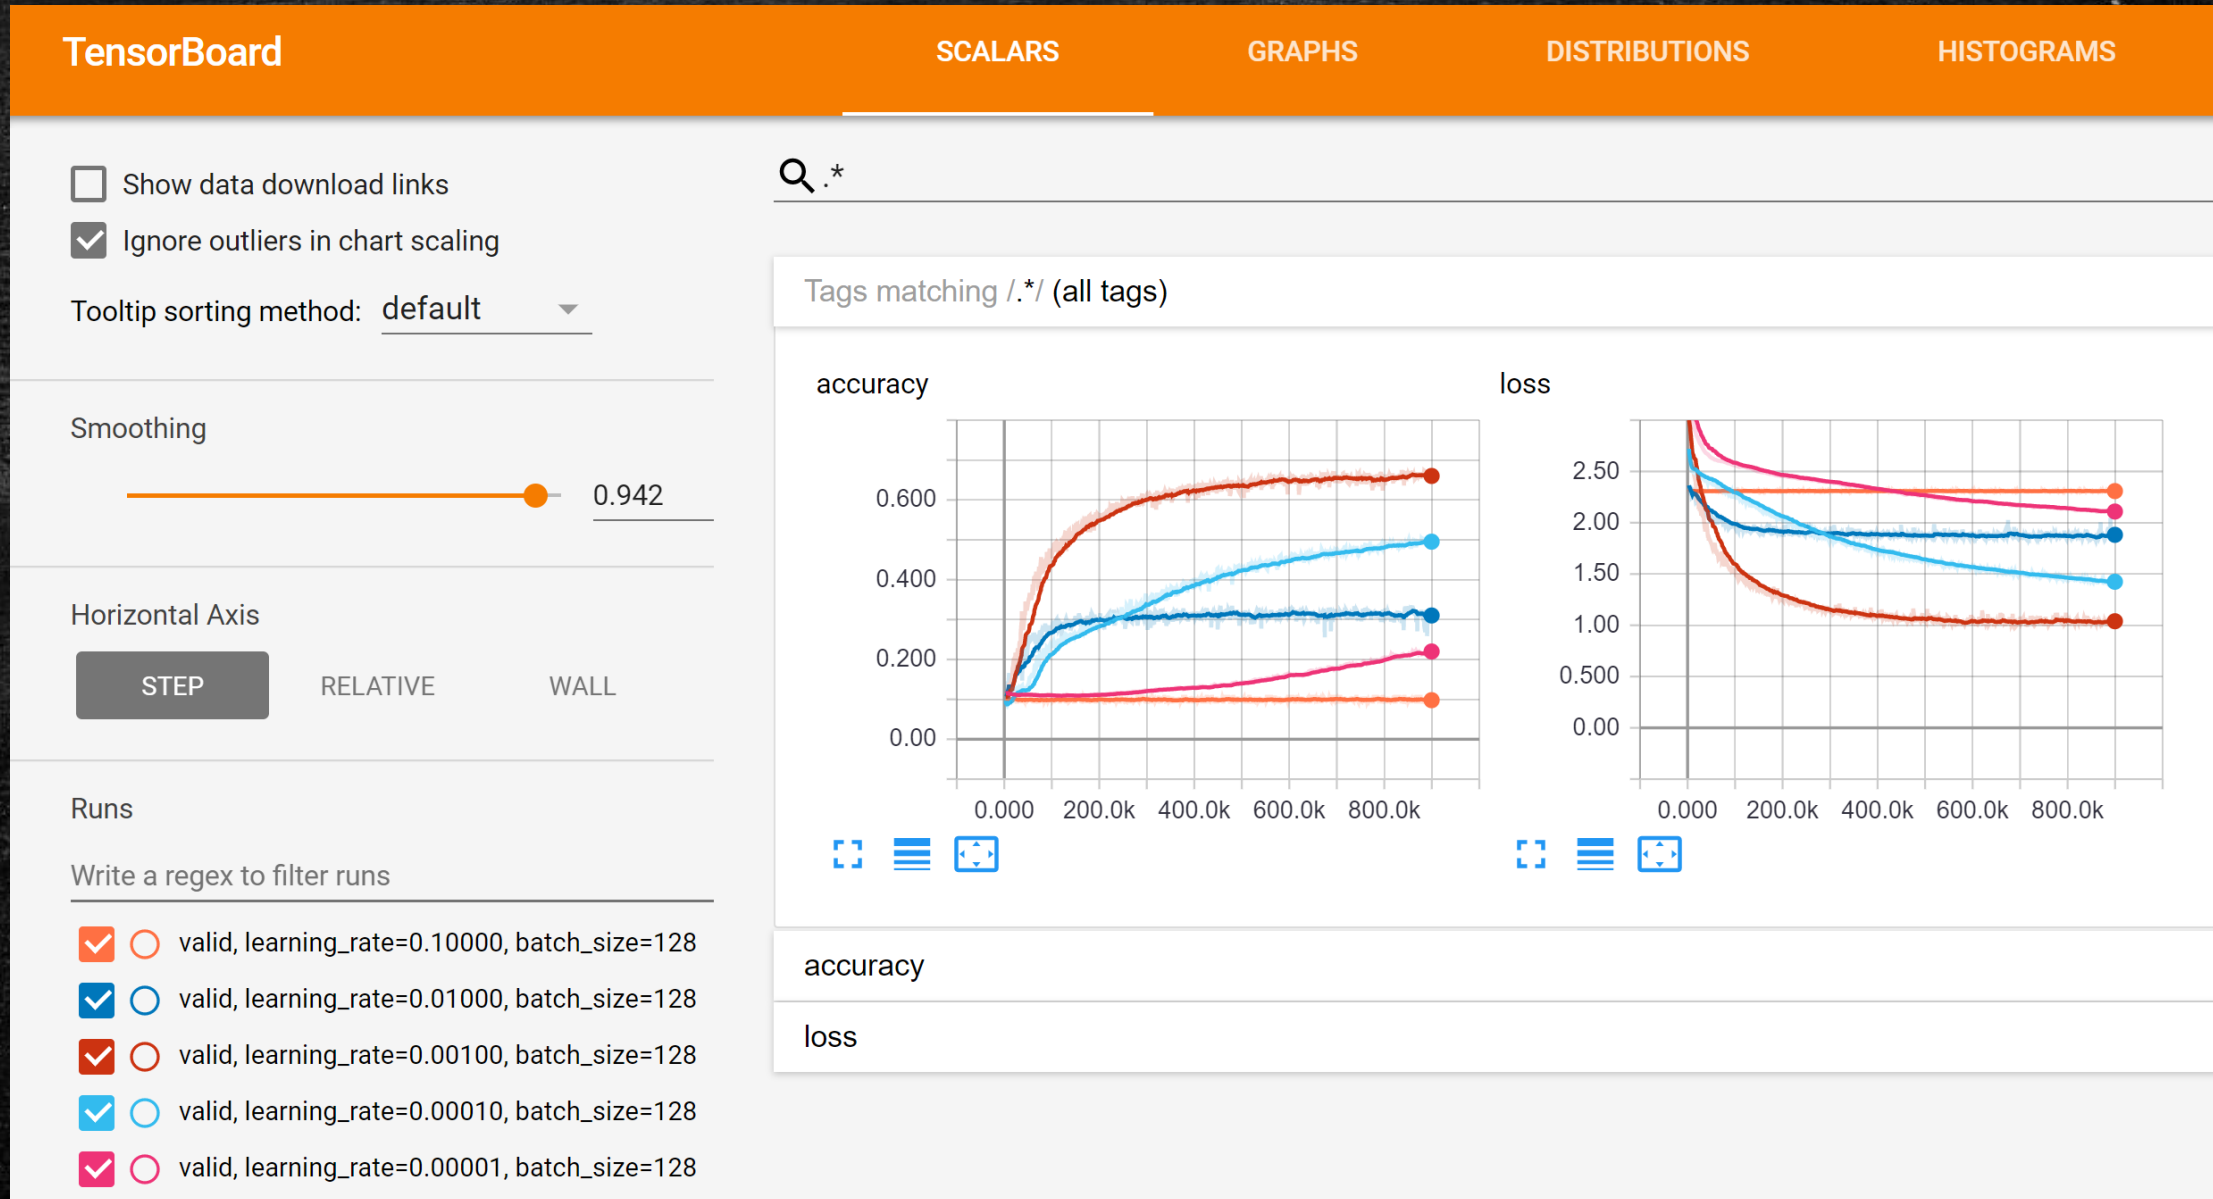 TensorBoard
SCALARS
GRAPHS
DISTRIBUTIONS
HISTOGRAMS
Show data download links
Ignore outliers in chart scaling
Tooltip sorting method: default
Smoothing
0.942
Horizontal Axis
STEP
RELATIVE
WALL
Runs
Write a regex to filter runs
valid, learning_rate=0.10000, batch_size=128
valid, learning_rate=0.01000, batch_size=128
valid, learning_rate=0.00100, batch_size=128
valid, learning_rate=0.00010, batch_size=128
valid, learning_rate=0.00001, batch_size=128
.*
Tags matching /.*/ (all tags)
accuracy
0.600
0.400
0.200
0.00
0.000 200.0k 400.0k 600.0k 800.0k
loss
2.50
2.00
1.50
1.00
0.500
0.00
0.000 200.0k 400.0k 600.0k 800.0k
accuracy
loss